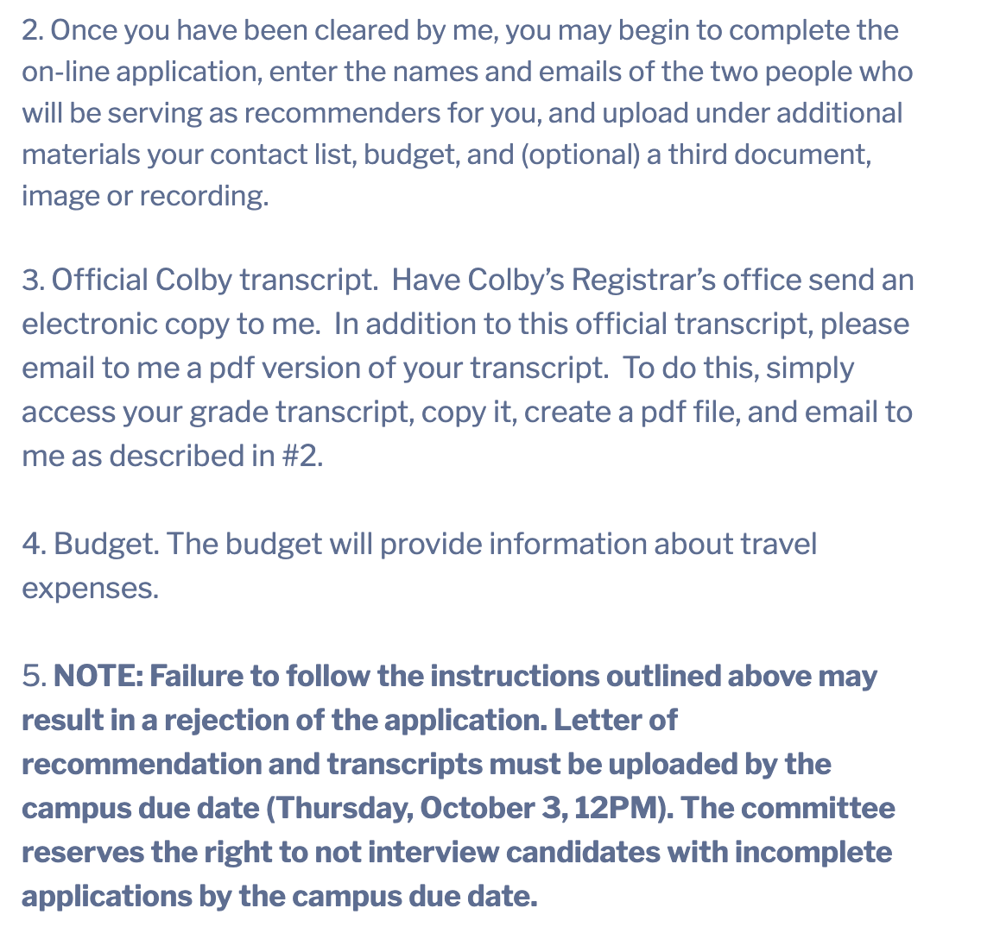 2. Once you have been cleared by me, you may begin to complete the
on-line application, enter the names and emails of the two people who
will be serving as recommenders for you, and upload under additional
materials your contact list, budget, and (optional) a third document,
image or recording.
3. Official Colby transcript.  Have Colby’s Registrar’s office send an
electronic copy to me.  In addition to this official transcript, please
email to me a pdf version of your transcript.  To do this, simply
access your grade transcript, copy it, create a pdf file, and email to
me as described in #2.
4. Budget. The budget will provide information about travel
expenses.
5. NOTE: Failure to follow the instructions outlined above may
result in a rejection of the application. Letter of
recommendation and transcripts must be uploaded by the
campus due date (Thursday, October 3, 12PM). The committee
reserves the right to not interview candidates with incomplete
applications by the campus due date.